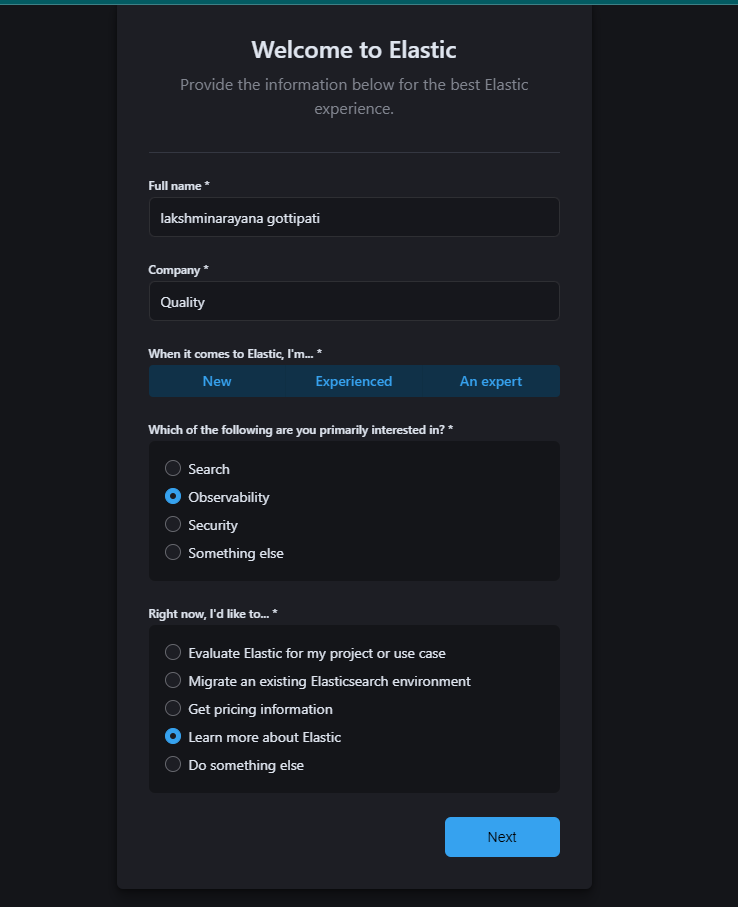 Welcome to Elastic
Provide the information below for the best Elastic
experience.
Full name *
lakshminarayana gottipati
Company *
Quality
When it comes to Elastic, I'm... *
New Experienced An expert
Which of the following are you primarily interested in? *
Search
Observability
Security
Something else
Right now, I'd like to... *
Evaluate Elastic for my project or use case
Migrate an existing Elasticsearch environment
Get pricing information
Learn more about Elastic
Do something else
Next